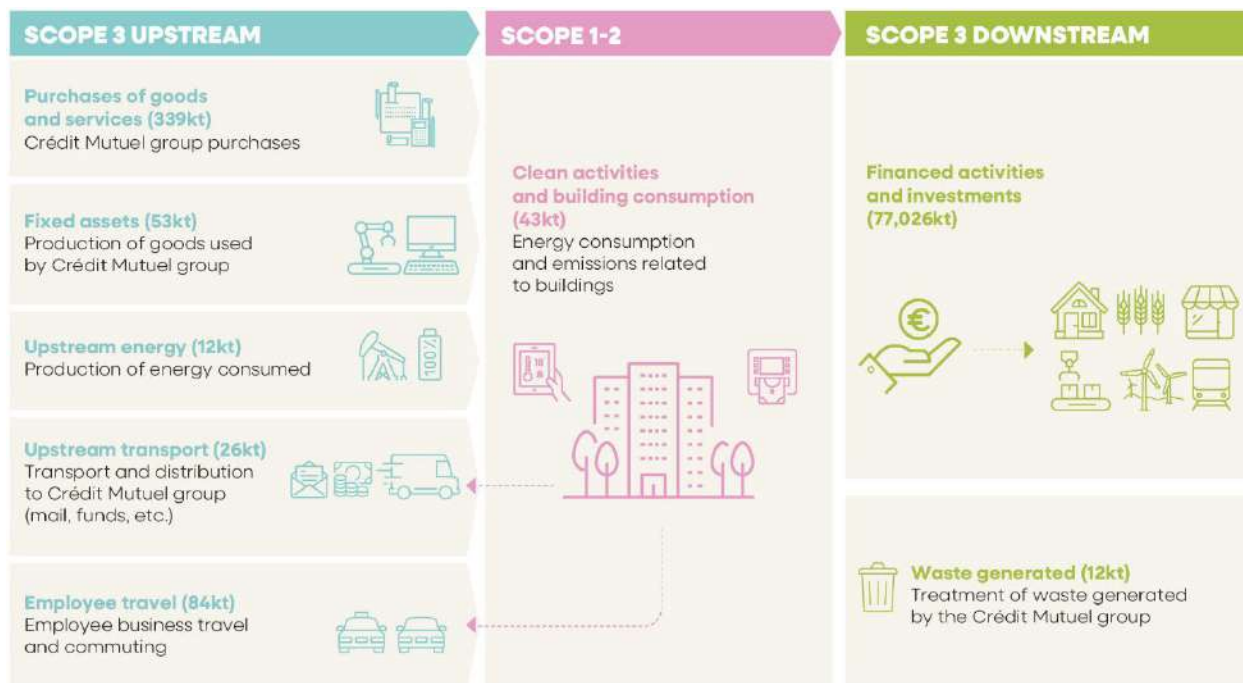 SCOPE 3 UPSTREAM
Purchases of goods
and services (339kt)
Crédit Mutuel group purchases
Fixed assets (53kt)
Production of goods used
by Crédit Mutuel group
Upstream energy (12kt)
Production of energy consumed
100%
Upstream transport (26kt)
Transport and distribution
to Crédit Mutuel group
(mail, funds, etc.)
Employee travel (84kt)
Employee business travel
and commuting
SCOPE 1-2
Clean activities
and building consumption
(43kt)
Energy consumption
and emissions related
to buildings
SCOPE 3 DOWNSTREAM
Financed activities
and investments
(77,026kt)
€
Waste generated (12kt)
Treatment of waste generated
by the Crédit Mutuel group